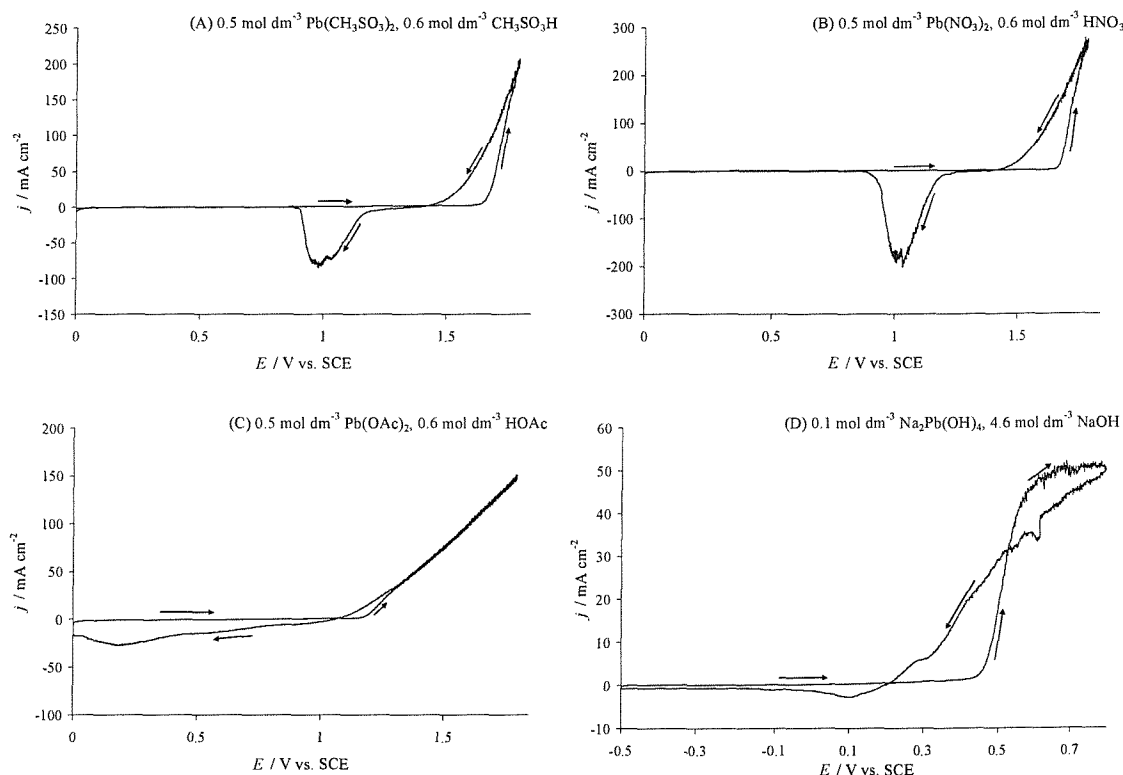 (A) 0.5 mol dm⁻³ Pb(CH₃SO₃)₂, 0.6 mol dm⁻³ CH₃SO₃H
250
200
150
100
50
0
-50
-100
-150
j / mA cm⁻²
0 0.5 1 1.5
E / V vs. SCE
(B) 0.5 mol dm⁻³ Pb(NO₃)₂, 0.6 mol dm⁻³ HNO₃
300
200
100
0
-100
-200
-300
j / mA cm⁻²
0 0.5 1 1.5
E / V vs. SCE
(C) 0.5 mol dm⁻³ Pb(OAc)₂, 0.6 mol dm⁻³ HOAc
200
150
100
50
0
-50
-100
j / mA cm⁻²
0 0.5 1 1.5
E / V vs. SCE
(D) 0.1 mol dm⁻³ Na₂Pb(OH)₄, 4.6 mol dm⁻³ NaOH
60
50
40
30
20
10
0
-10
j / mA cm⁻²
-0.5 -0.3 -0.1 0.1 0.3 0.5 0.7
E / V vs. SCE